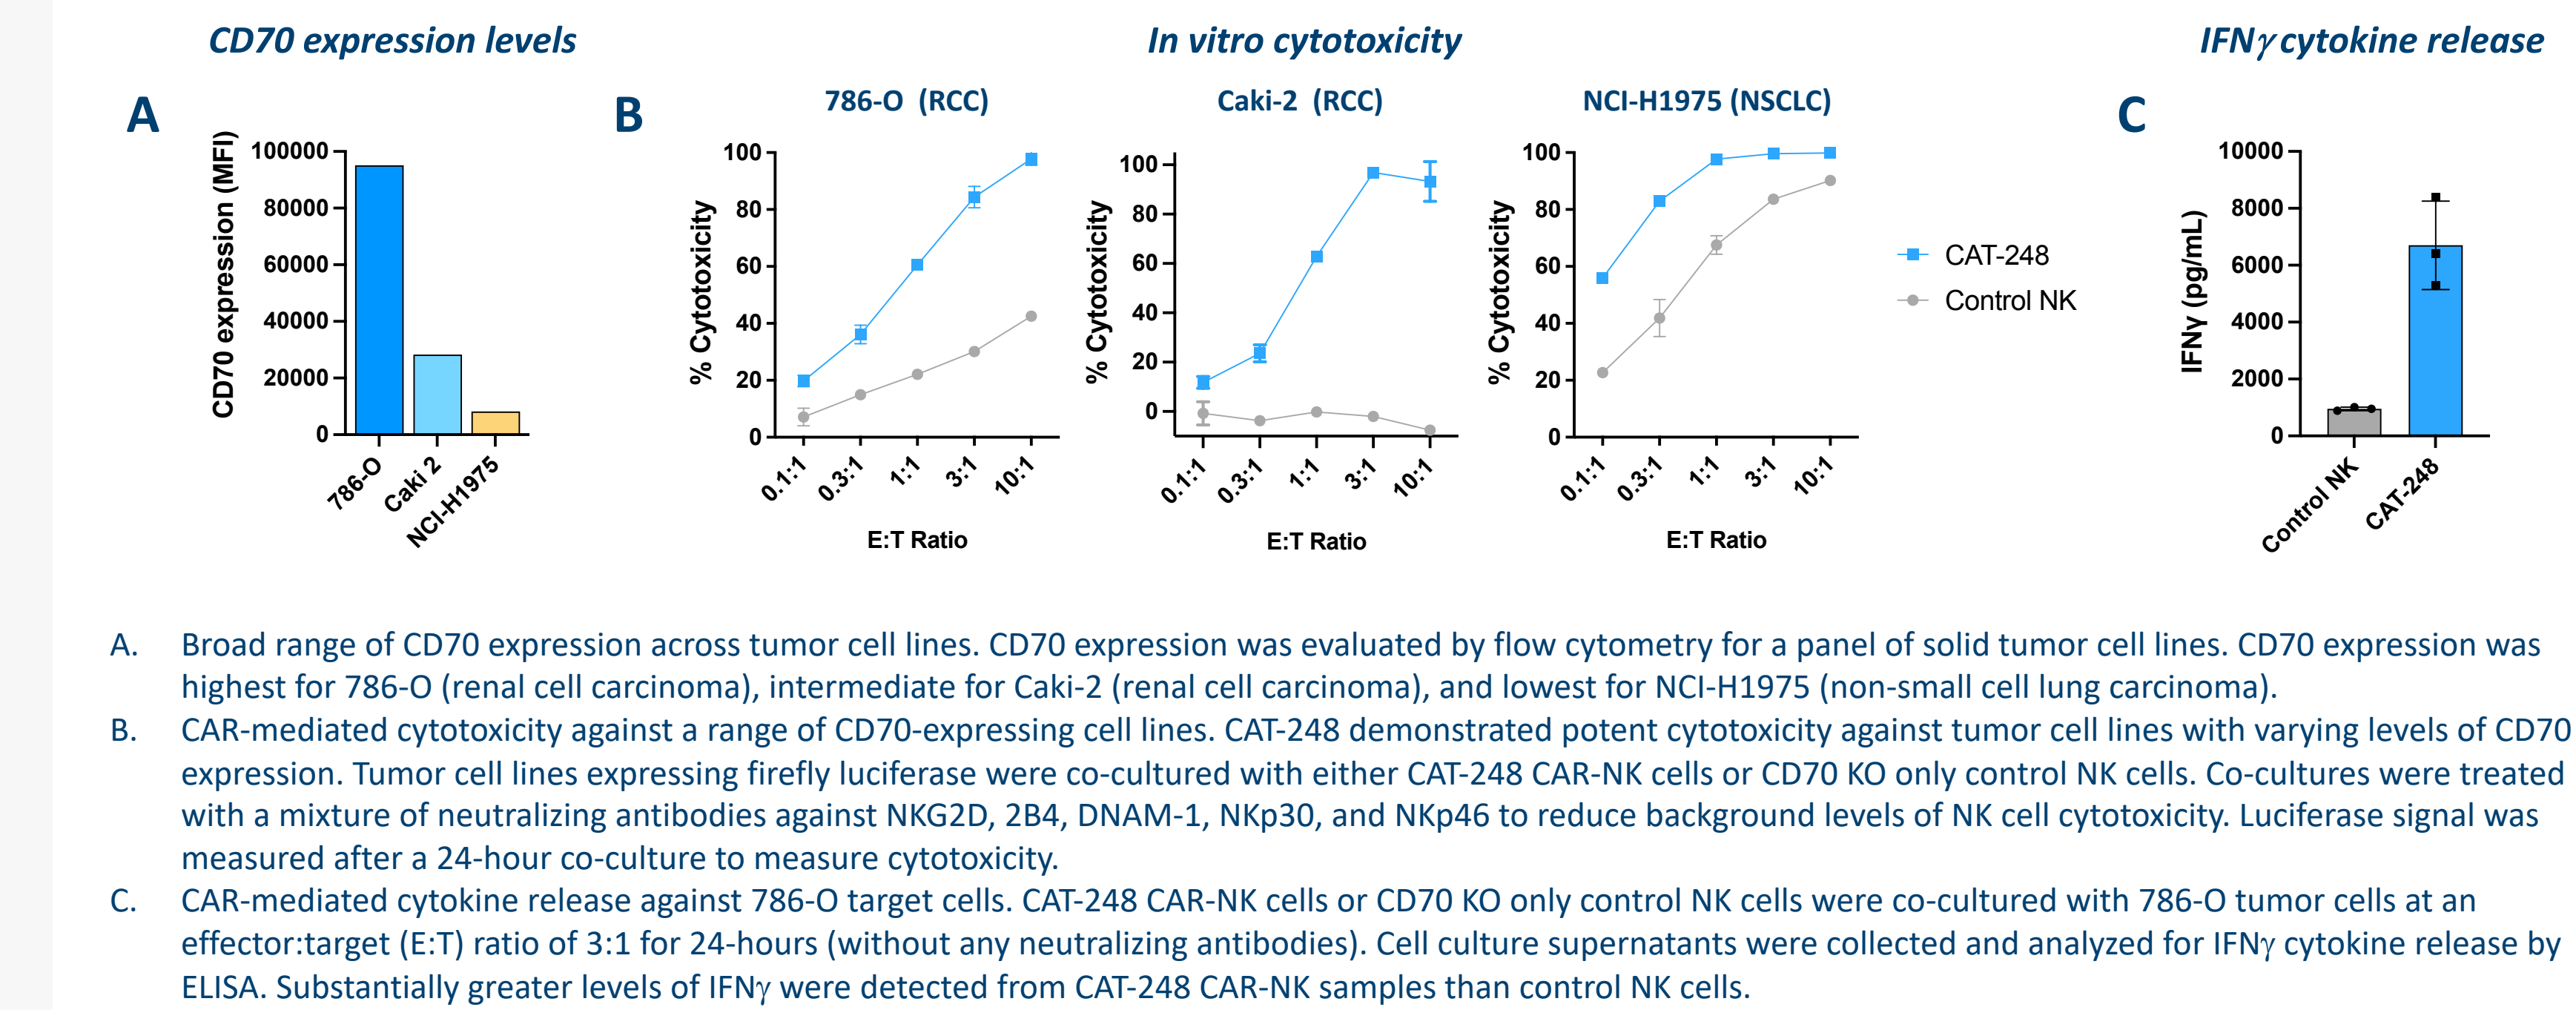 CD70 expression levels
In vitro cytotoxicity
IFNγ cytokine release
A
CD70 expression (MFI)
100000
80000
60000
40000
20000
0
786-O
Caki 2
NCI-H1975
B
786-O (RCC)
% Cytotoxicity
100
80
60
40
20
0
0.1:1
0.3:1
1:1
3:1
10:1
E:T Ratio
Caki-2 (RCC)
% Cytotoxicity
100
80
60
40
20
0
0.1:1
0.3:1
1:1
3:1
10:1
E:T Ratio
NCI-H1975 (NSCLC)
% Cytotoxicity
100
80
60
40
20
0
0.1:1
0.3:1
1:1
3:1
10:1
E:T Ratio
CAT-248
Control NK
C
IFNγ (pg/mL)
10000
8000
6000
4000
2000
0
Control NK
CAT-248
A. Broad range of CD70 expression across tumor cell lines. CD70 expression was evaluated by flow cytometry for a panel of solid tumor cell lines. CD70 expression was
highest for 786-O (renal cell carcinoma), intermediate for Caki-2 (renal cell carcinoma), and lowest for NCI-H1975 (non-small cell lung carcinoma).
B. CAR-mediated cytotoxicity against a range of CD70-expressing cell lines. CAT-248 demonstrated potent cytotoxicity against tumor cell lines with varying levels of CD70
expression. Tumor cell lines expressing firefly luciferase were co-cultured with either CAT-248 CAR-NK cells or CD70 KO only control NK cells. Co-cultures were treated
with a mixture of neutralizing antibodies against NKG2D, 2B4, DNAM-1, NKp30, and NKp46 to reduce background levels of NK cell cytotoxicity. Luciferase signal was
measured after a 24-hour co-culture to measure cytotoxicity.
C. CAR-mediated cytokine release against 786-O target cells. CAT-248 CAR-NK cells or CD70 KO only control NK cells were co-cultured with 786-O tumor cells at an
effector:target (E:T) ratio of 3:1 for 24-hours (without any neutralizing antibodies). Cell culture supernatants were collected and analyzed for IFNγ cytokine release by
ELISA. Substantially greater levels of IFNγ were detected from CAT-248 CAR-NK samples than control NK cells.